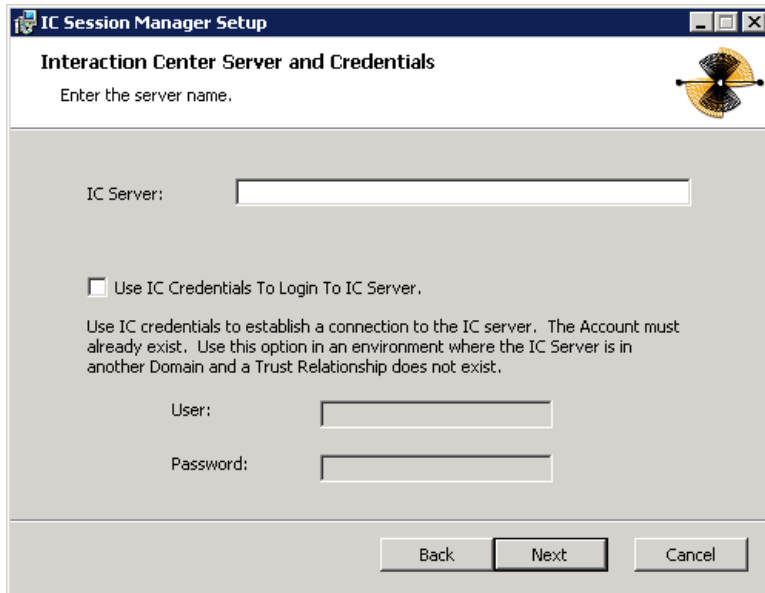 IC Session Manager Setup
Interaction Center Server and Credentials
Enter the server name.
IC Server:
Use IC Credentials To Login To IC Server.
Use IC credentials to establish a connection to the IC server.  The Account must
already exist.  Use this option in an environment where the IC Server is in
another Domain and a Trust Relationship does not exist.
User:
Password:
Back Next Cancel